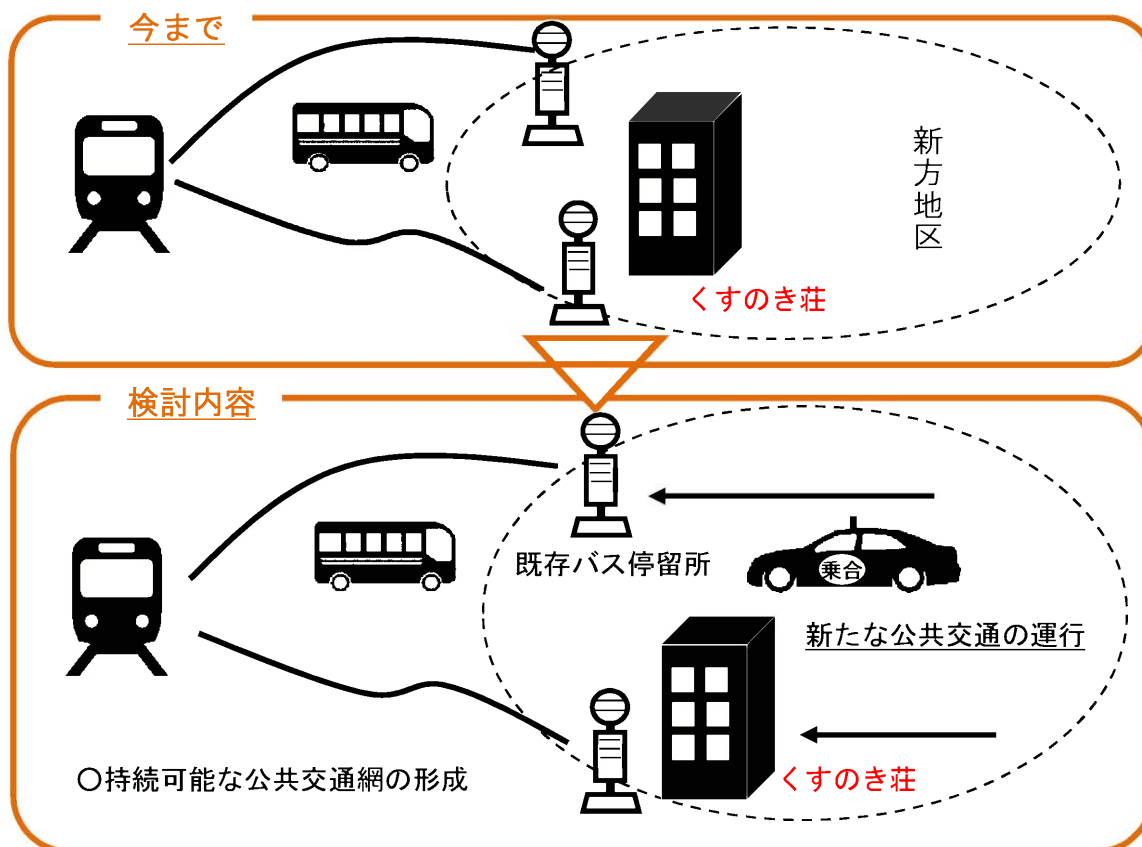 今まで
新方地区
くすのき荘
検討内容
既存バス停留所
乗合
新たな公共交通の運行
くすのき荘
〇持続可能な公共交通網の形成